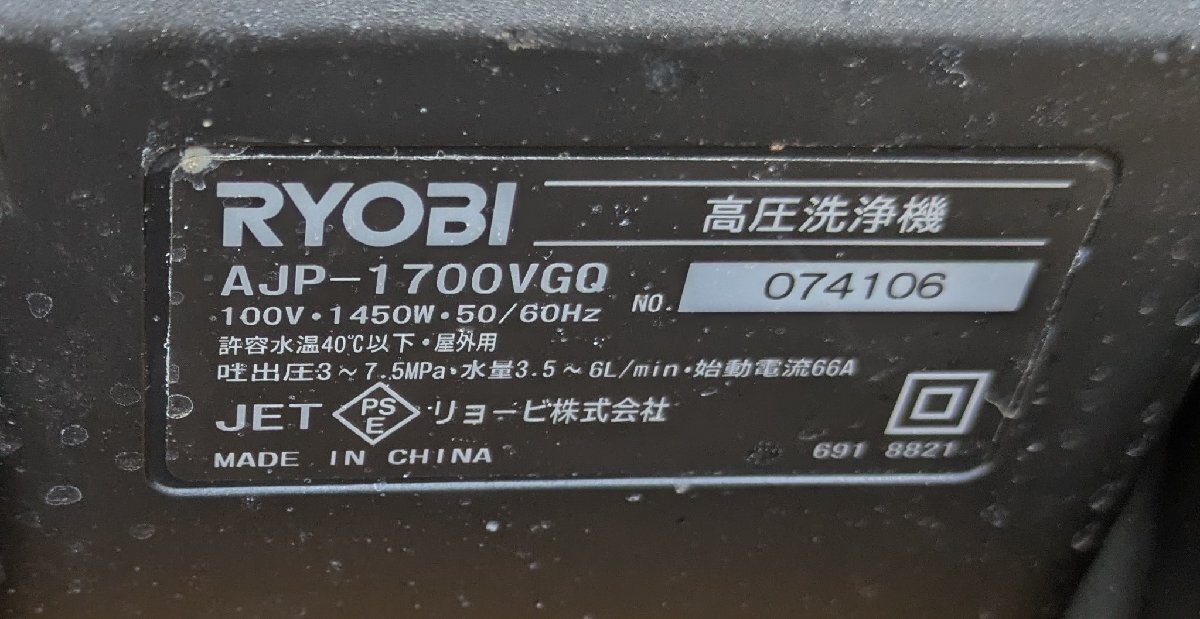 RYOBI 高圧洗浄機
AJP-1700VGQ NO. 074106
100V・1450W・50/60Hz
許容水温40℃以下・屋外用
吐出圧3～7.5MPa・水量3.5～6L/min・始動電流66A
JET PSE リョービ株式会社
MADE IN CHINA 691 8821